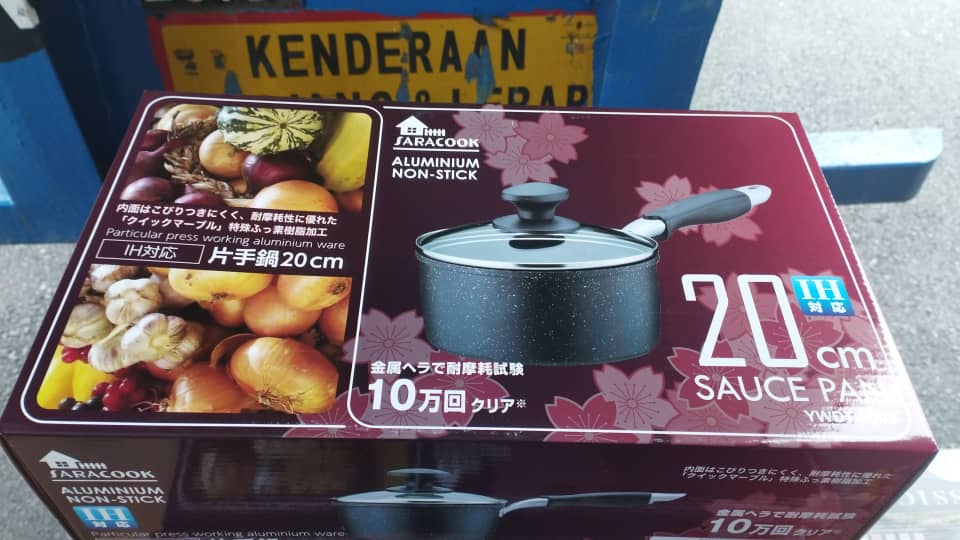 KENDERAAN
SARACOOK
ALUMINIUM
NON-STICK
内面はこびりつきにくく、耐摩耗性に優れた
「クイックマーブル」特殊ふっ素樹脂加工
Particular press working aluminium ware
IH対応 片手鍋20cm
金属ヘラで耐摩耗試験
10万回クリア※
20cm
IH
対応
SAUCE PAN
SARACOOK
ALUMINIUM
NON-STICK
IH
対応
Particular press working aluminium ware
内面はこびりつきにくく、耐摩耗性に優れた
「クイックマーブル」特殊ふっ素樹脂加工
金属ヘラで耐摩耗試験
10万回クリア※